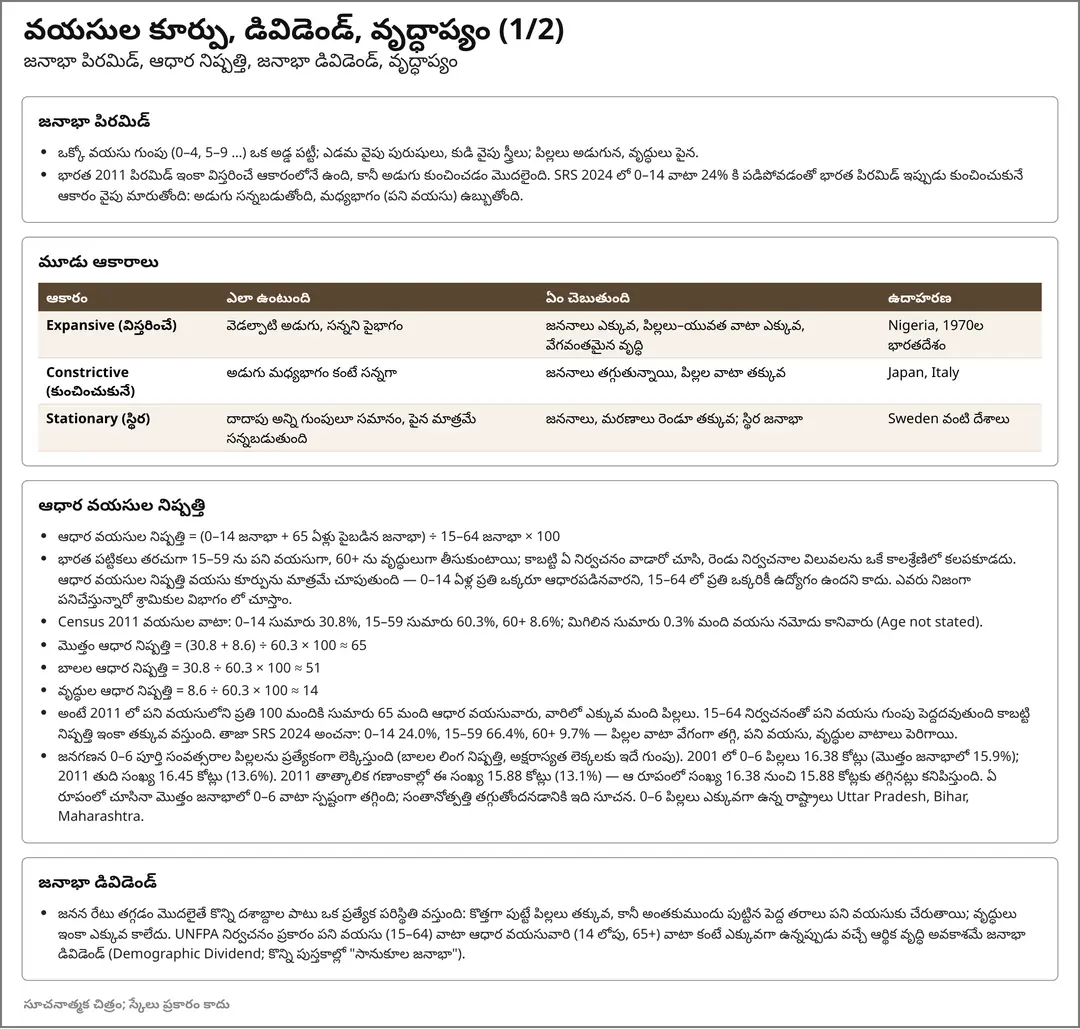 వయసుల కూర్పు, డివిడెండ్, వృద్ధాప్యం (1/2)
జనాభా పిరమిడ్, ఆధార నిష్పత్తి, జనాభా డివిడెండ్, వృద్ధాప్యం
జనాభా పిరమిడ్
• ఒక్కో వయసు గుంపు (0–4, 5–9 ...) ఒక అడ్డ పట్టీ; ఎడమ వైపు పురుషులు, కుడి వైపు స్త్రీలు; పిల్లలు అడుగున, వృద్ధులు పైన.
• భారత 2011 పిరమిడ్ ఇంకా విస్తరించే ఆకారంలోనే ఉంది, కానీ అడుగు కుంచించడం మొదలైంది. SRS 2024 లో 0–14 వాటా 24% కి పడిపోవడంతో భారత పిరమిడ్ ఇప్పుడు కుంచించుకునే
ఆకారం వైపు మారుతోంది: అడుగు సన్నబడుతోంది, మధ్యభాగం (పని వయసు) ఉబ్బుతోంది.
మూడు ఆకారాలు
ఆకారం ఎలా ఉంటుంది ఏం చెబుతుంది ఉదాహరణ
Expansive (విస్తరించే) వెడల్పాటి అడుగు, సన్నని పైభాగం జననాలు ఎక్కువ, పిల్లలు–యువత వాటా ఎక్కువ, Nigeria, 1970ల
వేగవంతమైన వృద్ధి భారతదేశం
Constrictive అడుగు మధ్యభాగం కంటే సన్నగా జననాలు తగ్గుతున్నాయి, పిల్లల వాటా తక్కువ Japan, Italy
(కుంచించుకునే)
Stationary (స్థిర) దాదాపు అన్ని గుంపులూ సమానం, పైన మాత్రమే జననాలు, మరణాలు రెండూ తక్కువ; స్థిర జనాభా Sweden వంటి దేశాలు
సన్నబడుతుంది
ఆధార వయసుల నిష్పత్తి
• ఆధార వయసుల నిష్పత్తి = (0–14 జనాభా + 65 ఏళ్లు పైబడిన జనాభా) ÷ 15–64 జనాభా × 100
• భారత పట్టికలు తరచుగా 15–59 ను పని వయసుగా, 60+ ను వృద్ధులుగా తీసుకుంటాయి; కాబట్టి ఏ నిర్వచనం వాడారో చూసి, రెండు నిర్వచనాల విలువలను ఒకే కాలశ్రేణిలో కలపకూడదు.
ఆధార వయసుల నిష్పత్తి వయసు కూర్పును మాత్రమే చూపుతుంది — 0–14 ఏళ్ల ప్రతి ఒక్కరూ ఆధారపడినవారని, 15–64 లో ప్రతి ఒక్కరికీ ఉద్యోగం ఉందని కాదు. ఎవరు నిజంగా
పనిచేస్తున్నారో శ్రామికుల విభాగం లో చూస్తాం.
• Census 2011 వయసుల వాటా: 0–14 సుమారు 30.8%, 15–59 సుమారు 60.3%, 60+ 8.6%; మిగిలిన సుమారు 0.3% మంది వయసు నమోదు కానివారు (Age not stated).
• మొత్తం ఆధార నిష్పత్తి = (30.8 + 8.6) ÷ 60.3 × 100 ≈ 65
• బాలల ఆధార నిష్పత్తి = 30.8 ÷ 60.3 × 100 ≈ 51
• వృద్ధుల ఆధార నిష్పత్తి = 8.6 ÷ 60.3 × 100 ≈ 14
• అంటే 2011 లో పని వయసులోని ప్రతి 100 మందికి సుమారు 65 మంది ఆధార వయసువారు, వారిలో ఎక్కువ మంది పిల్లలు. 15–64 నిర్వచనంతో పని వయసు గుంపు పెద్దదవుతుంది కాబట్టి
నిష్పత్తి ఇంకా తక్కువ వస్తుంది. తాజా SRS 2024 అంచనా: 0–14 24.0%, 15–59 66.4%, 60+ 9.7% — పిల్లల వాటా వేగంగా తగ్గి, పని వయసు, వృద్ధుల వాటాలు పెరిగాయి.
• జనగణన 0–6 పూర్తి సంవత్సరాల పిల్లలను ప్రత్యేకంగా లెక్కిస్తుంది (బాలల లింగ నిష్పత్తి, అక్షరాస్యత లెక్కలకు ఇదే గుంపు). 2001 లో 0–6 పిల్లలు 16.38 కోట్లు (మొత్తం జనాభాలో 15.9%);
2011 తుది సంఖ్య 16.45 కోట్లు (13.6%). 2011 తాత్కాలిక గణాంకాల్లో ఈ సంఖ్య 15.88 కోట్లు (13.1%) — ఆ రూపంలో సంఖ్య 16.38 నుంచి 15.88 కోట్లకు తగ్గినట్లు కనిపిస్తుంది. ఏ
రూపంలో చూసినా మొత్తం జనాభాలో 0–6 వాటా స్పష్టంగా తగ్గింది; సంతానోత్పత్తి తగ్గుతోందనడానికి ఇది సూచన. 0–6 పిల్లలు ఎక్కువగా ఉన్న రాష్ట్రాలు Uttar Pradesh, Bihar,
Maharashtra.
జనాభా డివిడెండ్
• జనన రేటు తగ్గడం మొదలైతే కొన్ని దశాబ్దాల పాటు ఒక ప్రత్యేక పరిస్థితి వస్తుంది: కొత్తగా పుట్టే పిల్లలు తక్కువ, కానీ అంతకుముందు పుట్టిన పెద్ద తరాలు పని వయసుకు చేరుతాయి; వృద్ధులు
ఇంకా ఎక్కువ కాలేదు. UNFPA నిర్వచనం ప్రకారం పని వయసు (15–64) వాటా ఆధార వయసువారి (14 లోపు, 65+) వాటా కంటే ఎక్కువగా ఉన్నప్పుడు వచ్చే ఆర్థిక వృద్ధి అవకాశమే జనాభా
డివిడెండ్ (Demographic Dividend; కొన్ని పుస్తకాల్లో "సానుకూల జనాభా").
సూచనాత్మక చిత్రం; స్కేలు ప్రకారం కాదు